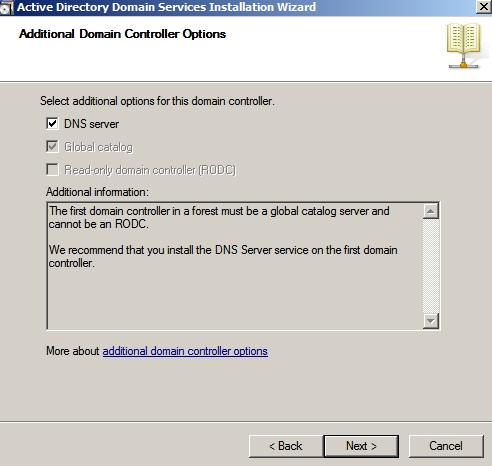 Active Directory Domain Services Installation Wizard
Additional Domain Controller Options
Select additional options for this domain controller.
DNS server
Global catalog
Read-only domain controller (RODC)
Additional information:
The first domain controller in a forest must be a global catalog server and
cannot be an RODC.
We recommend that you install the DNS Server service on the first domain
controller.
More about additional domain controller options
< Back Next > Cancel